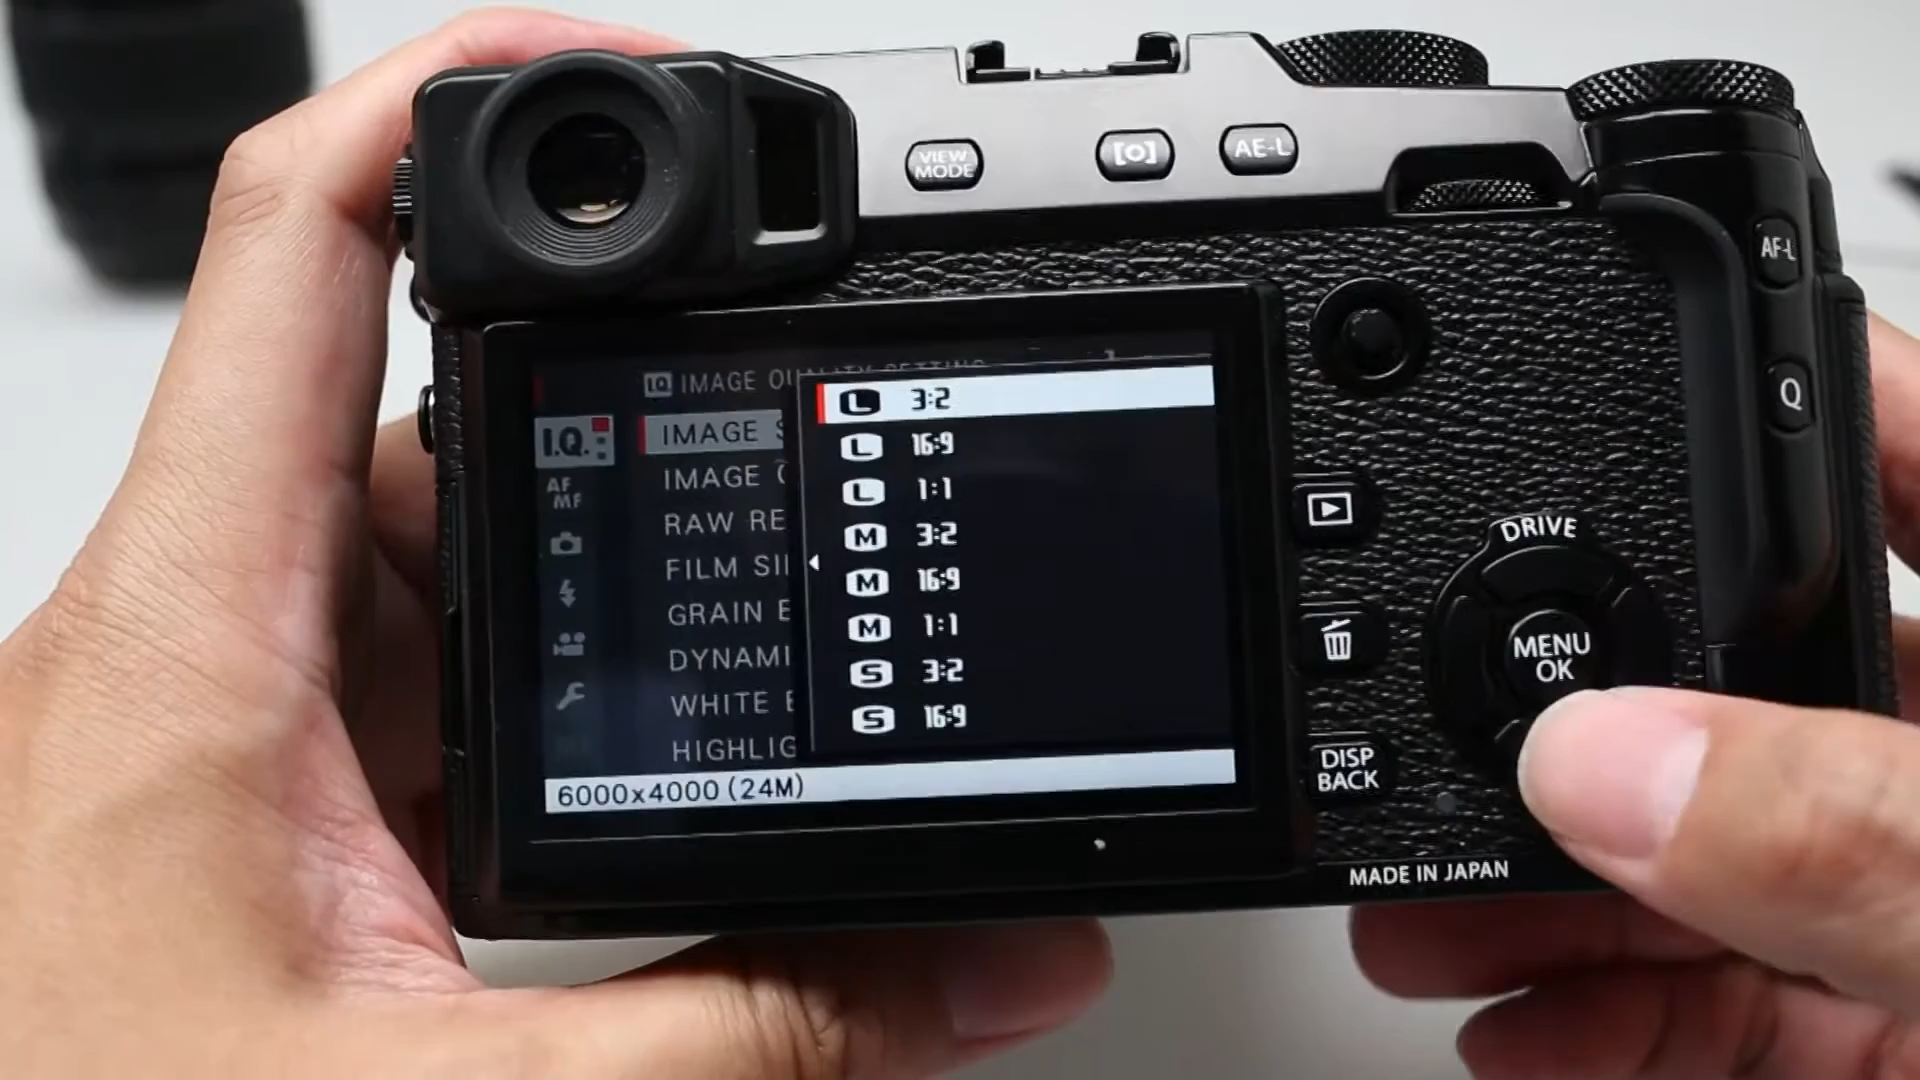 VIEW
MODE
[O]
AE-L
AF-L
Q
I.Q. IMAGE QUALITY SETTING
I.Q.
AF
MF
IMAGE S
IMAGE Q
RAW RE
FILM SI
GRAIN E
DYNAMI
WHITE B
HIGHLIG
L 3:2
L 16:9
L 1:1
M 3:2
M 16:9
M 1:1
S 3:2
S 16:9
6000x4000 (24M)
DRIVE
MENU
OK
DISP
BACK
MADE IN JAPAN